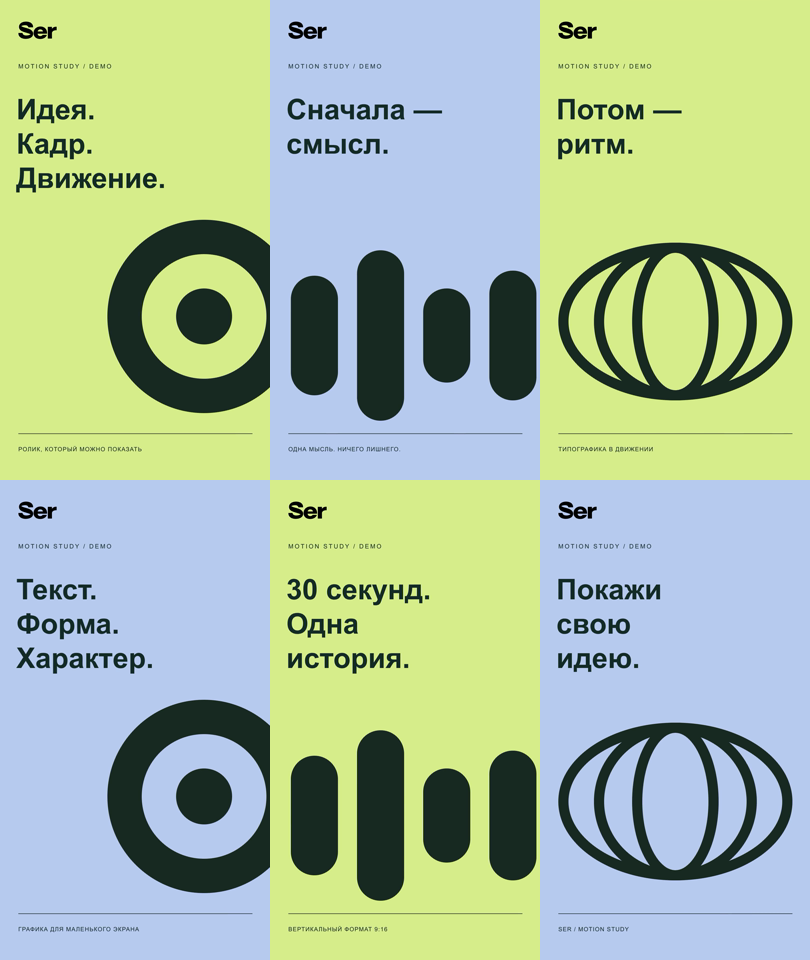 Ser
MOTION STUDY / DEMO
Идея.
Кадр.
Движение.
РОЛИК, КОТОРЫЙ МОЖНО ПОКАЗАТЬ
Ser
MOTION STUDY / DEMO
Сначала —
смысл.
ОДНА МЫСЛЬ. НИЧЕГО ЛИШНЕГО.
Ser
MOTION STUDY / DEMO
Потом —
ритм.
ТИПОГРАФИКА В ДВИЖЕНИИ
Ser
MOTION STUDY / DEMO
Текст.
Форма.
Характер.
ГРАФИКА ДЛЯ МАЛЕНЬКОГО ЭКРАНА
Ser
MOTION STUDY / DEMO
30 секунд.
Одна
история.
ВЕРТИКАЛЬНЫЙ ФОРМАТ 9:16
Ser
MOTION STUDY / DEMO
Покажи
свою
идею.
SER / MOTION STUDY